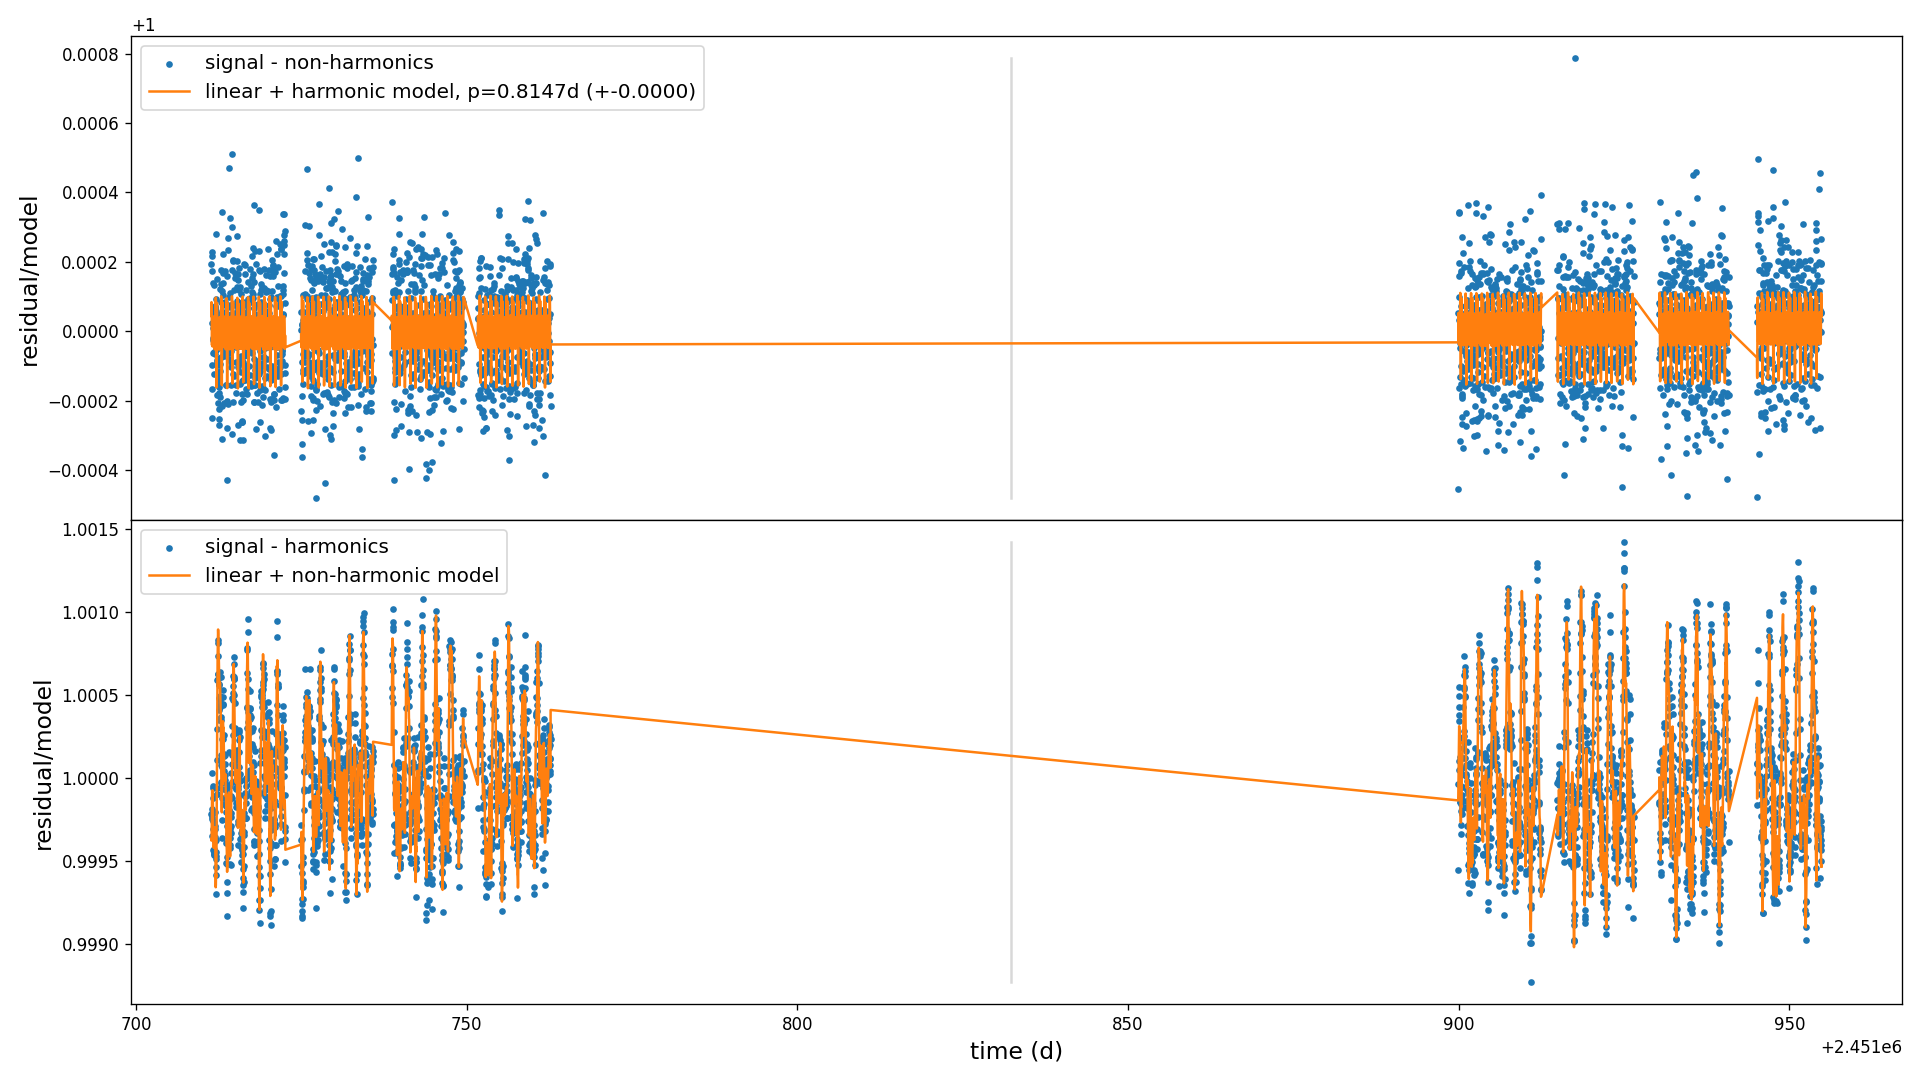 +1
0.0008
0.0006
0.0004
0.0002
0.0000
−0.0002
−0.0004
residual/model
signal - non-harmonics
linear + harmonic model, p=0.8147d (+-0.0000)
1.0015
1.0010
1.0005
1.0000
0.9995
0.9990
residual/model
signal - harmonics
linear + non-harmonic model
700 750 800 850 900 950
time (d)
+2.451e6